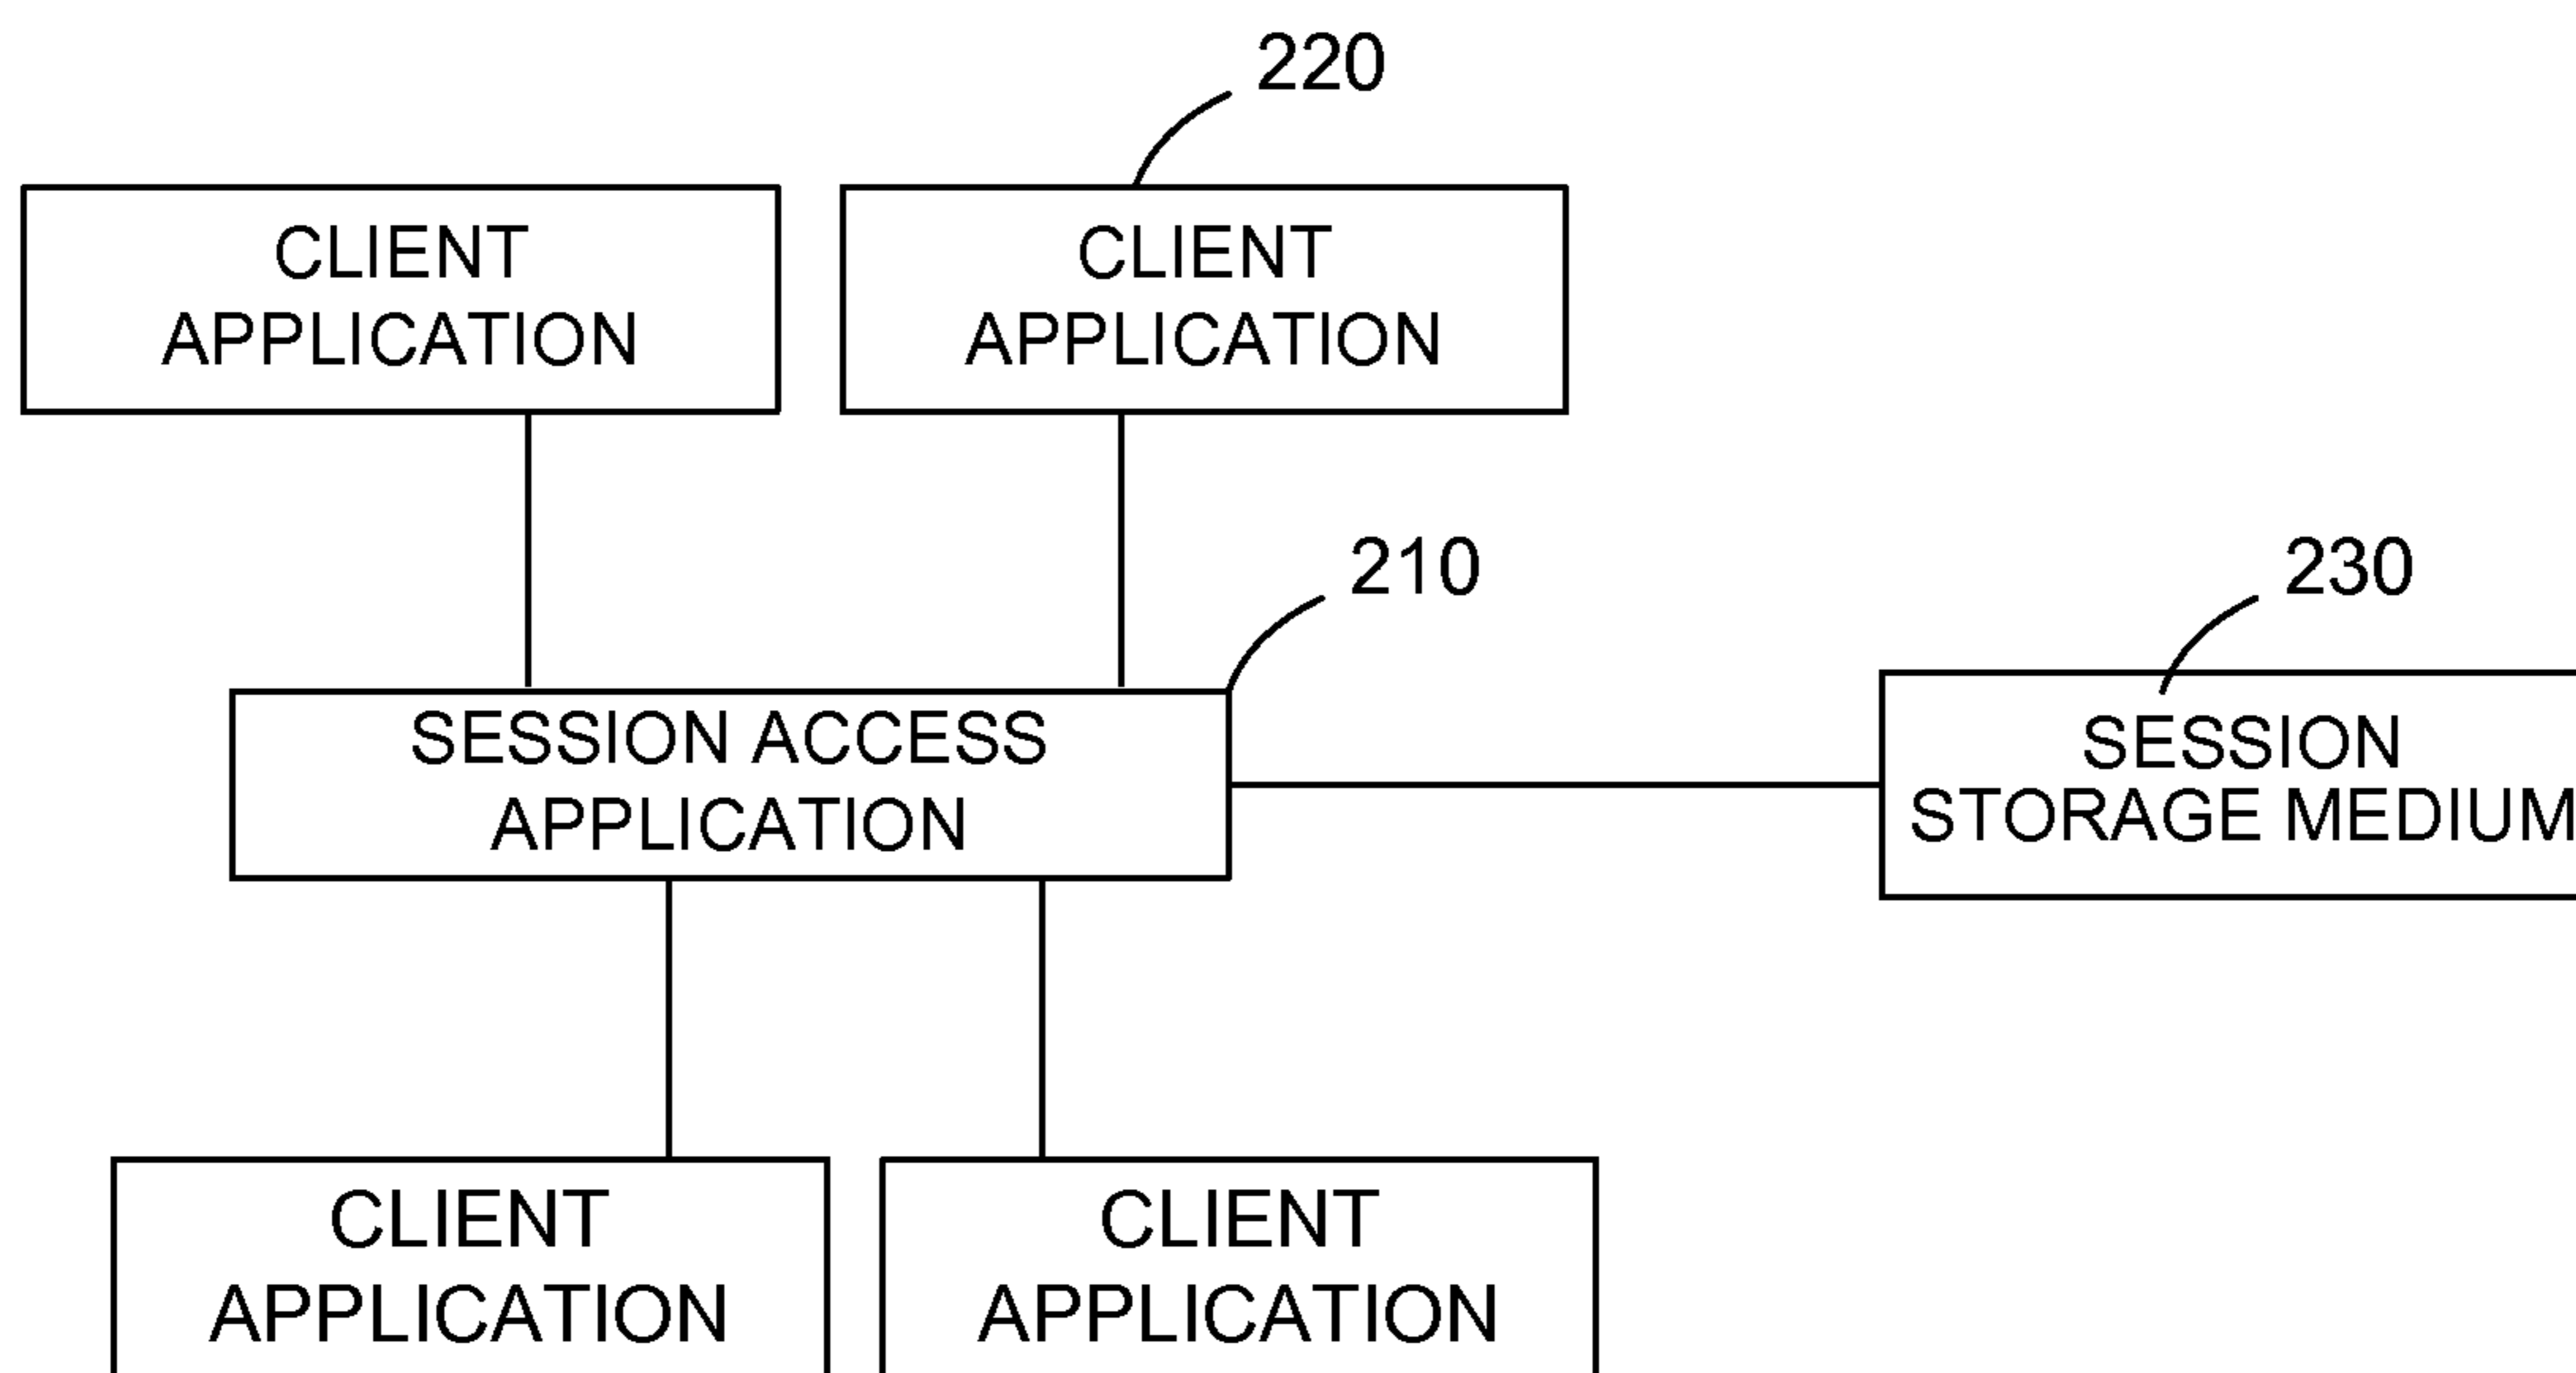 220
CLIENT
APPLICATION
CLIENT
APPLICATION
210
230
SESSION ACCESS
APPLICATION
SESSION
STORAGE MEDIUM
CLIENT
APPLICATION
CLIENT
APPLICATION